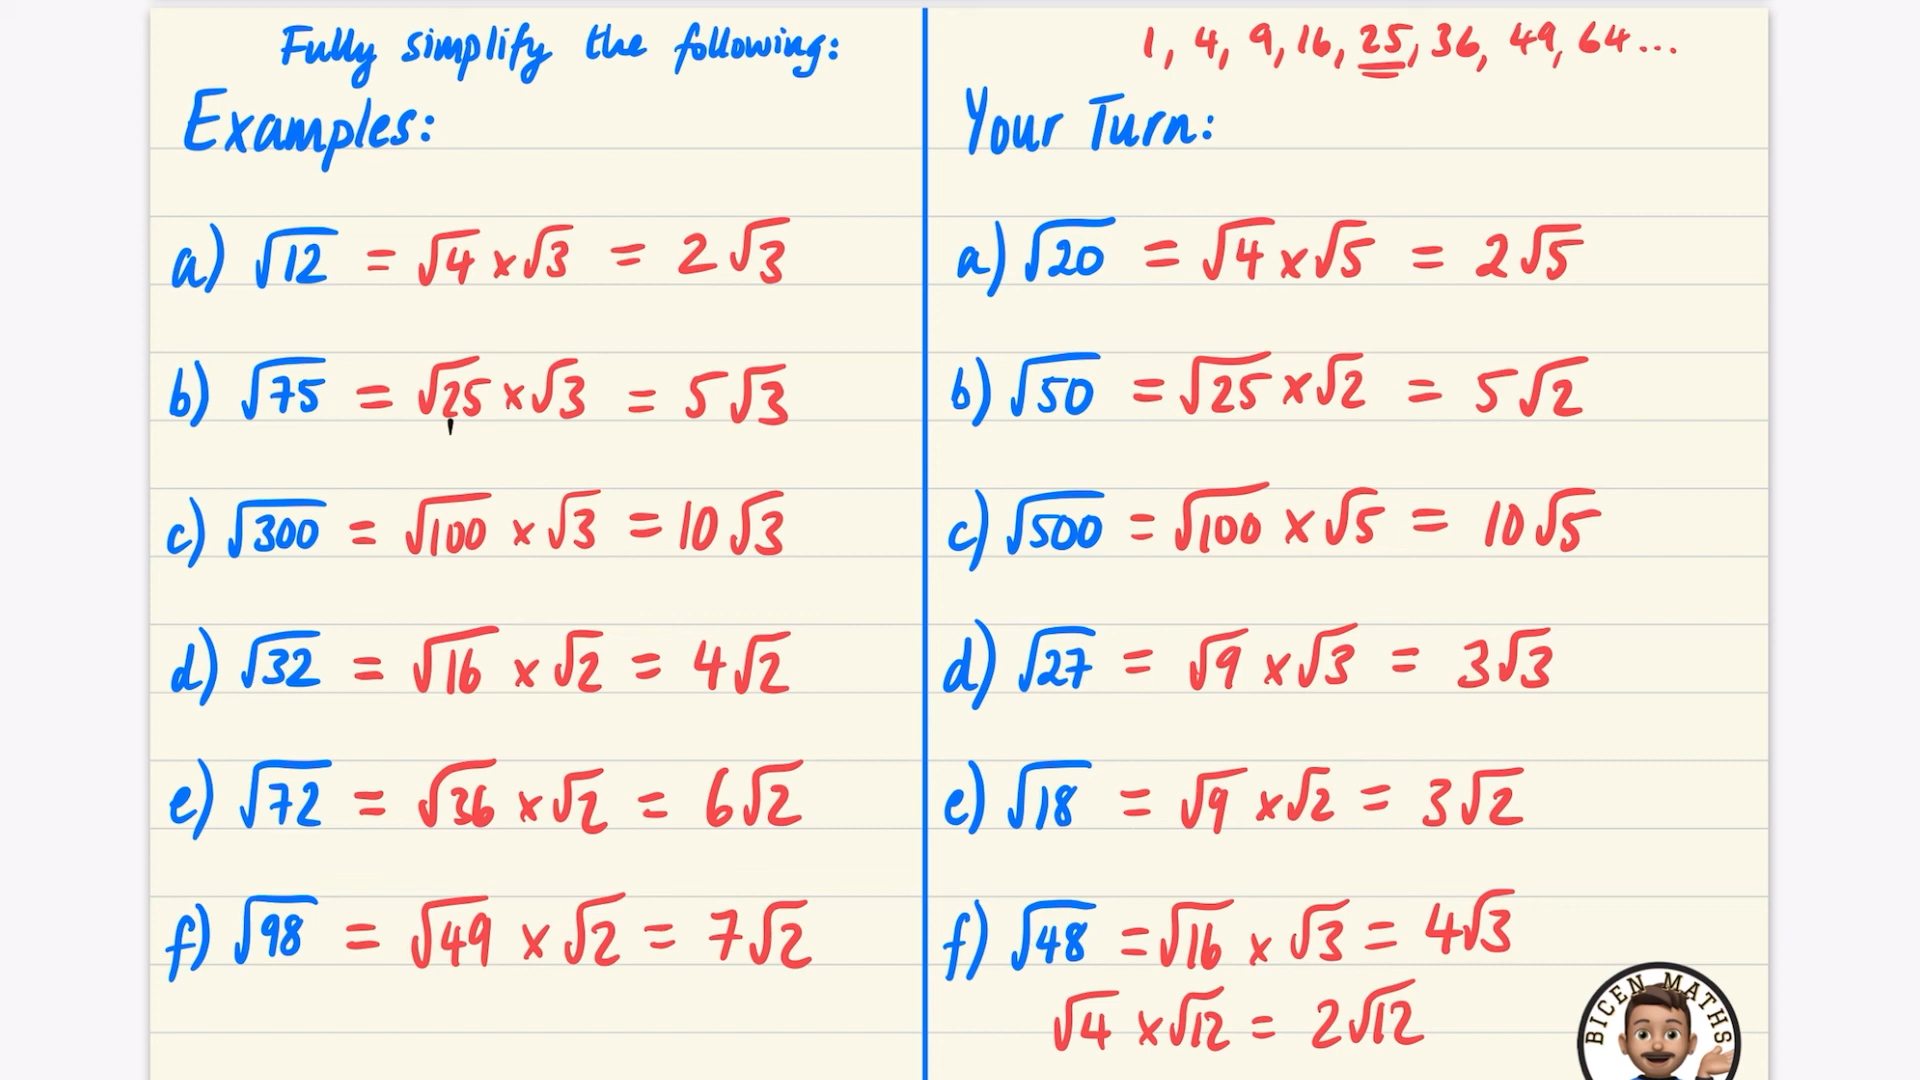 Fully simplify the following:
Examples:
a) √12 = √4 × √3 = 2√3
b) √75 = √25 × √3 = 5√3
c) √300 = √100 × √3 = 10√3
d) √32 = √16 × √2 = 4√2
e) √72 = √36 × √2 = 6√2
f) √98 = √49 × √2 = 7√2
1, 4, 9, 16, 25, 36, 49, 64...
Your Turn:
a) √20 = √4 × √5 = 2√5
b) √50 = √25 × √2 = 5√2
c) √500 = √100 × √5 = 10√5
d) √27 = √9 × √3 = 3√3
e) √18 = √9 × √2 = 3√2
f) √48 = √16 × √3 = 4√3
√4 × √12 = 2√12
BICEN MATHS